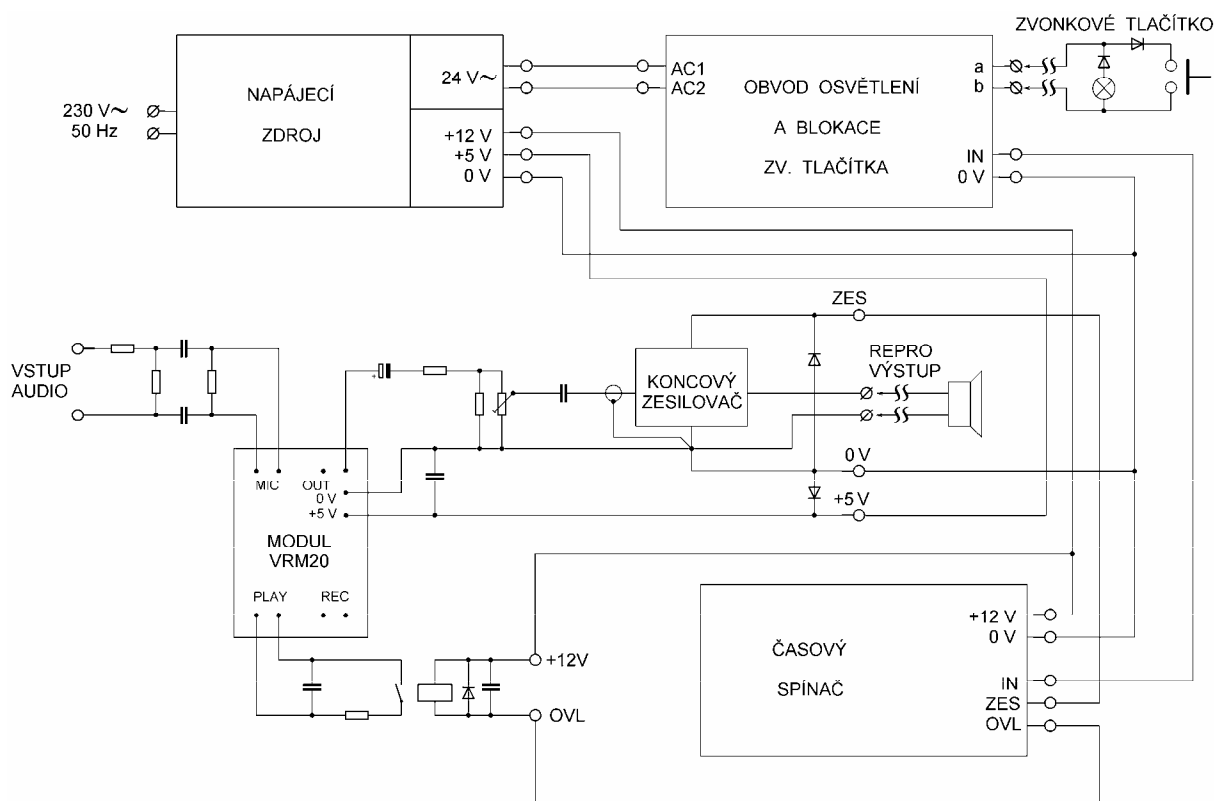 ZVONKOVÉ TLAČÍTKO
230 V~
50 Hz
NAPÁJECÍ
ZDROJ
24 V~
+12 V
+5 V
0 V
AC1
AC2
OBVOD OSVĚTLENÍ
A BLOKACE
ZV. TLAČÍTKA
a
b
IN
0 V
VSTUP
AUDIO
ZES
KONCOVÝ
ZESILOVAČ
REPRO
VÝSTUP
0 V
+5 V
+
MIC
OUT
0 V
+5 V
MODUL
VRM20
PLAY
REC
+12V
OVL
ČASOVÝ
SPÍNAČ
+12 V
0 V
IN
ZES
OVL